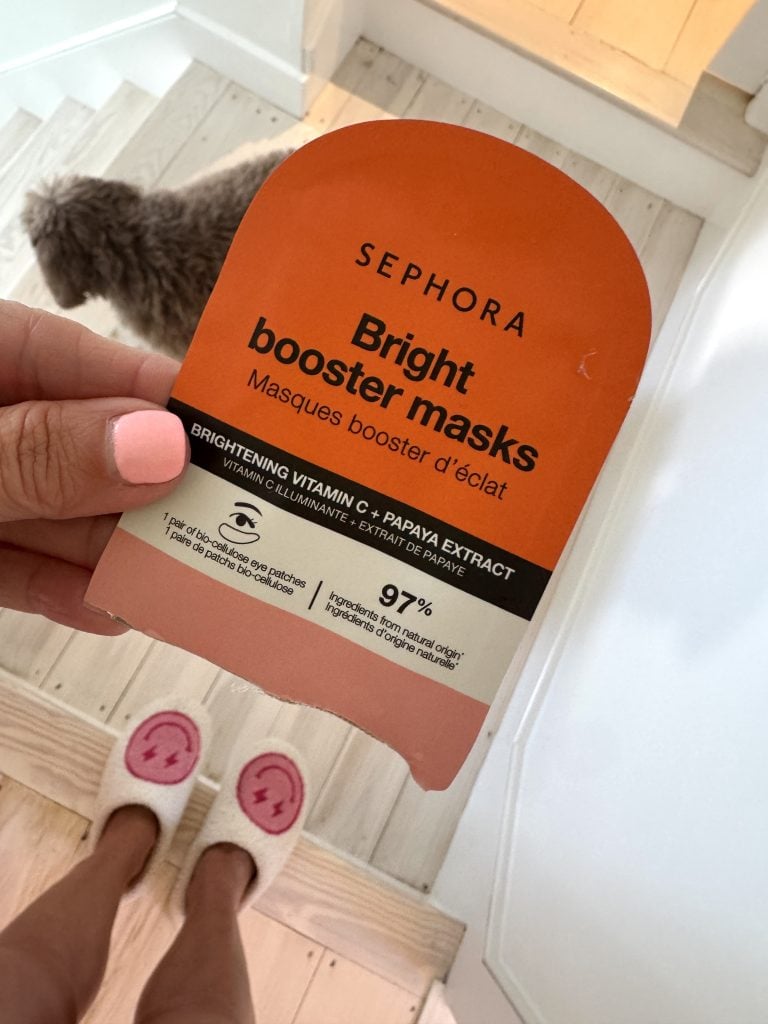 SEPHORA
Bright
booster masks
Masques booster d'éclat
BRIGHTENING VITAMIN C + PAPAYA EXTRACT
VITAMIN C ILLUMINANTE + EXTRAIT DE PAPAYE
1 pair of bio-cellulose eye patches
1 paire de patchs bio-cellulose
97%
Ingredients from natural origin*
Ingrédients d'origine naturelle*